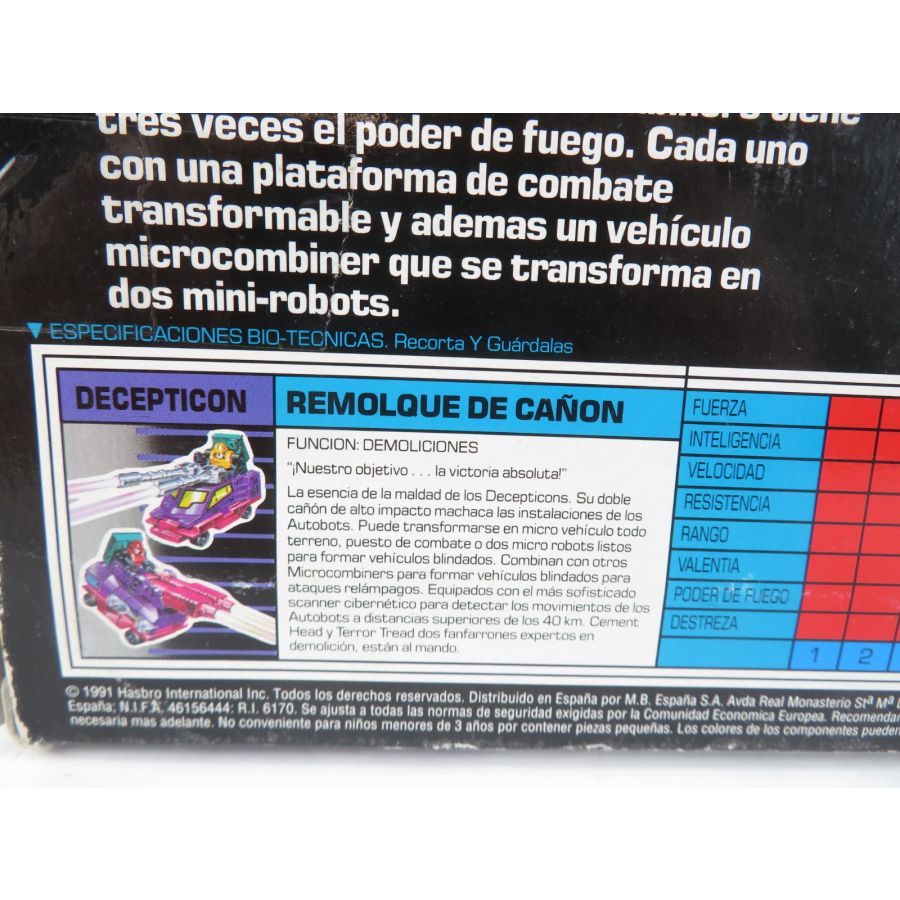 tiene
tres veces el poder de fuego. Cada uno
con una plataforma de combate
transformable y ademas un vehículo
microcombiner que se transforma en
dos mini-robots.
▼ ESPECIFICACIONES BIO-TECNICAS. Recorta Y Guárdalas
DECEPTICON
REMOLQUE DE CAÑON
FUNCION: DEMOLICIONES
"¡Nuestro objetivo . . . la victoria absoluta!"
La esencia de la maldad de los Decepticons. Su doble
cañón de alto impacto machaca las instalaciones de los
Autobots. Puede transformarse en micro vehículo todo
terreno, puesto de combate o dos micro robots listos
para formar vehículos blindados. Combinan con otros
Microcombiners para formar vehículos blindados para
ataques relámpagos. Equipados con el más sofisticado
scanner cibernético para detectar los movimientos de los
Autobots a distancias superiores de los 40 km. Cement
Head y Terror Tread dos fanfarrones expertos en
demolición, están al mando.
FUERZA
INTELIGENCIA
VELOCIDAD
RESISTENCIA
RANGO
VALENTIA
PODER DE FUEGO
DESTREZA
1 2
© 1991 Hasbro International Inc. Todos los derechos reservados. Distribuido en España por M.B. España S.A. Avda Real Monasterio Stª Mª
España; N.I.F.A. 46156444: R.I. 6170. Se ajusta a todas las normas de seguridad exigidas por la Comunidad Economica Europea. Recomendan
necesaria mas adelante. No conveniente para niños menores de 3 años por contener piezas pequeñas. Los colores de los componentes pueden